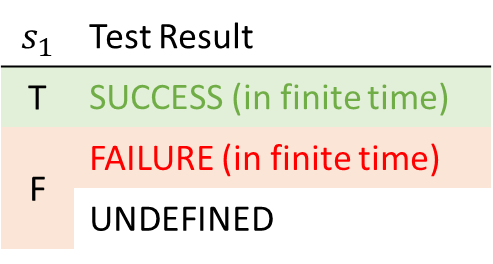 s₁ Test Result
T SUCCESS (in finite time)
FAILURE (in finite time)
F
UNDEFINED